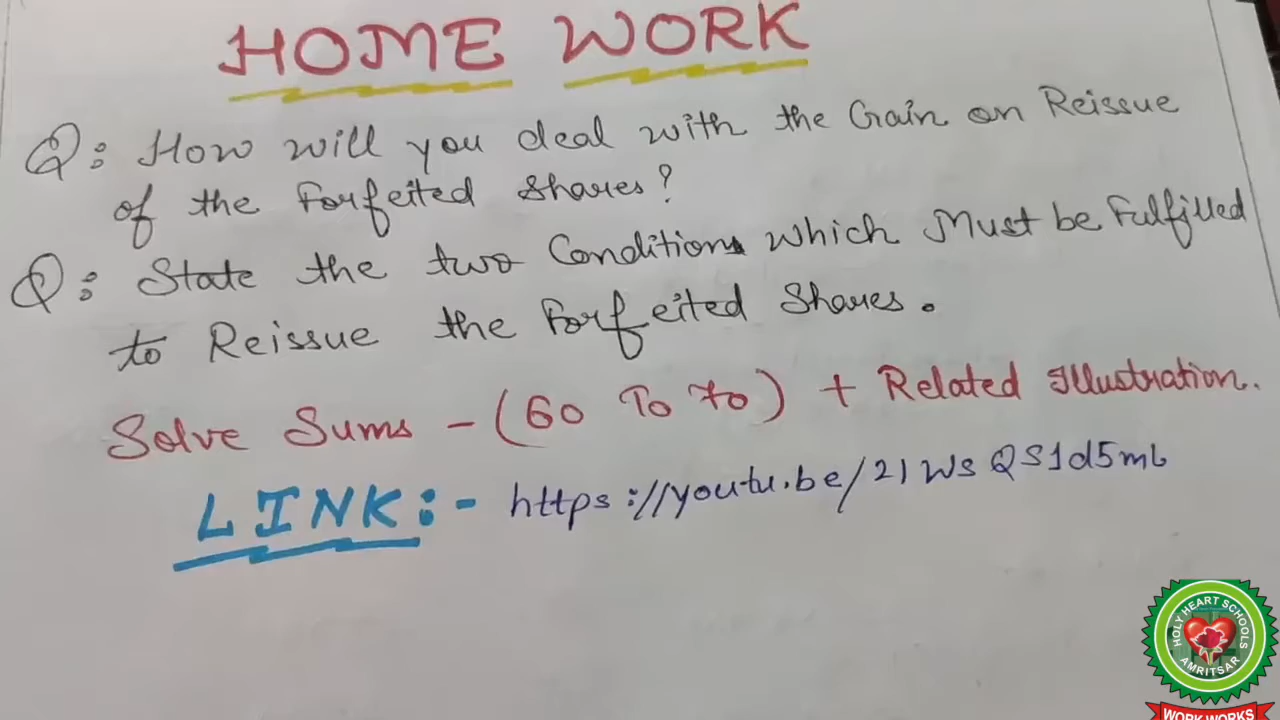 HOME WORK
Q: How will you deal with the Gain on Reissue
of the Forfeited Shares?
Q: State the two Conditions which Must be Fulfilled
to Reissue the Forfeited Shares.
Solve Sums - (60 To 70) + Related Illustration.
LINK:- https://youtu.be/21WsQS1d5m6
HOLY HEART SCHOOLS
AMRITSAR
WORK WORKS